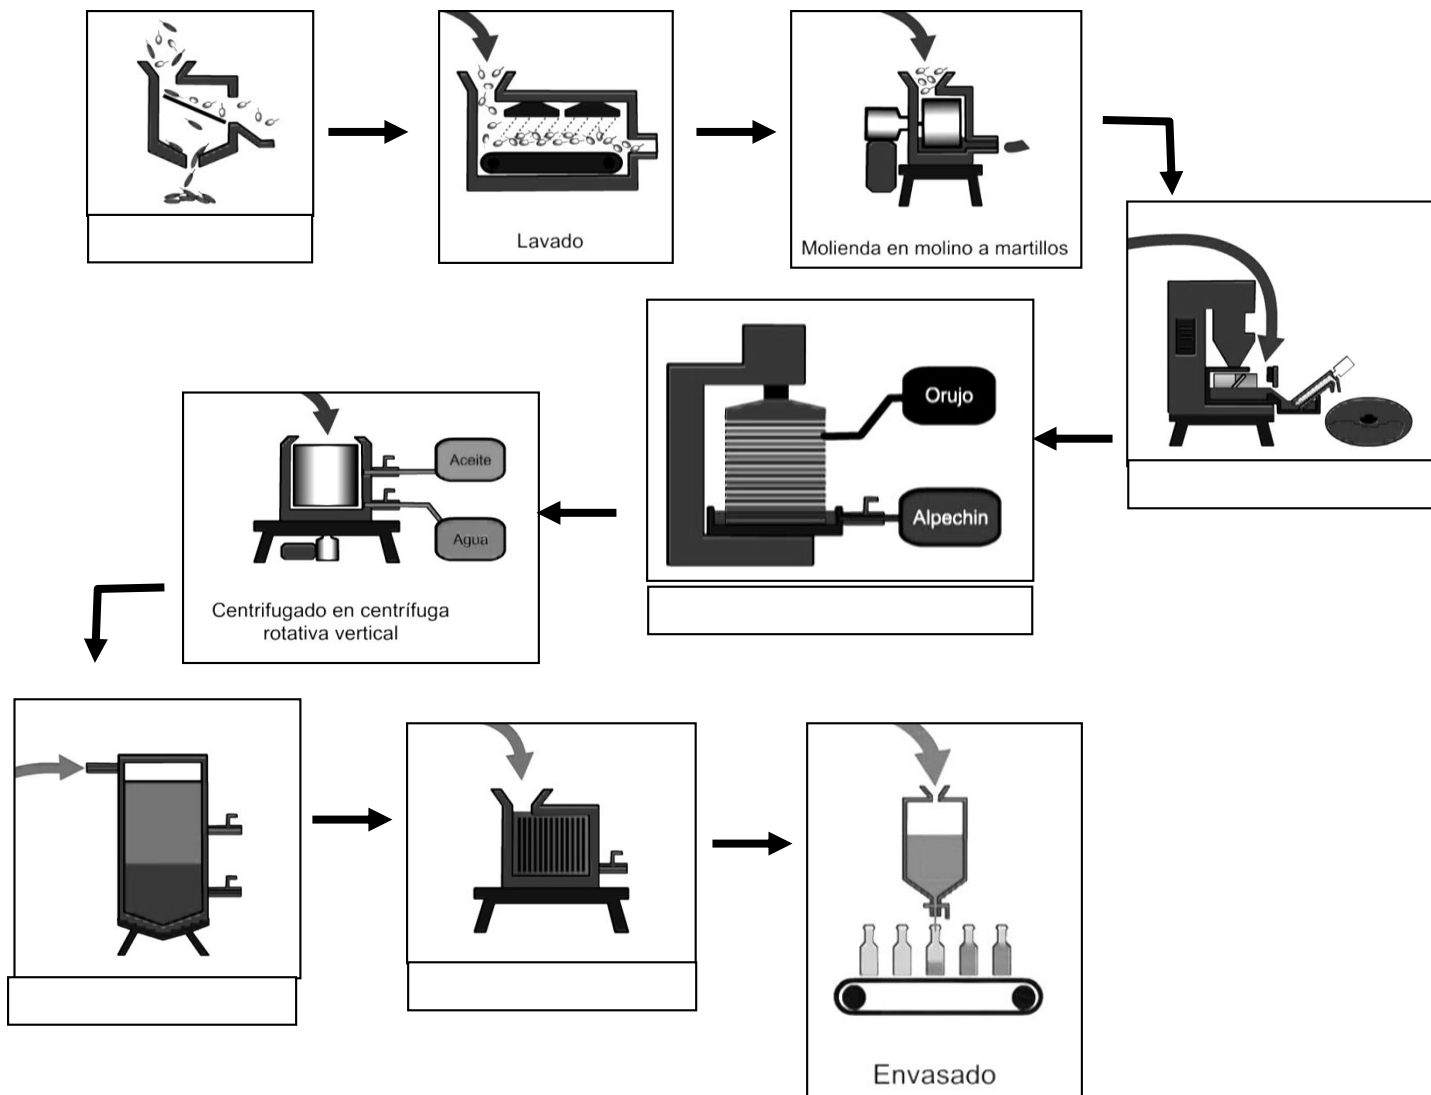 Lavado
Molienda en molino a martillos
Orujo
Alpechin
Aceite
Agua
Centrifugado en centrífuga
rotativa vertical
Envasado